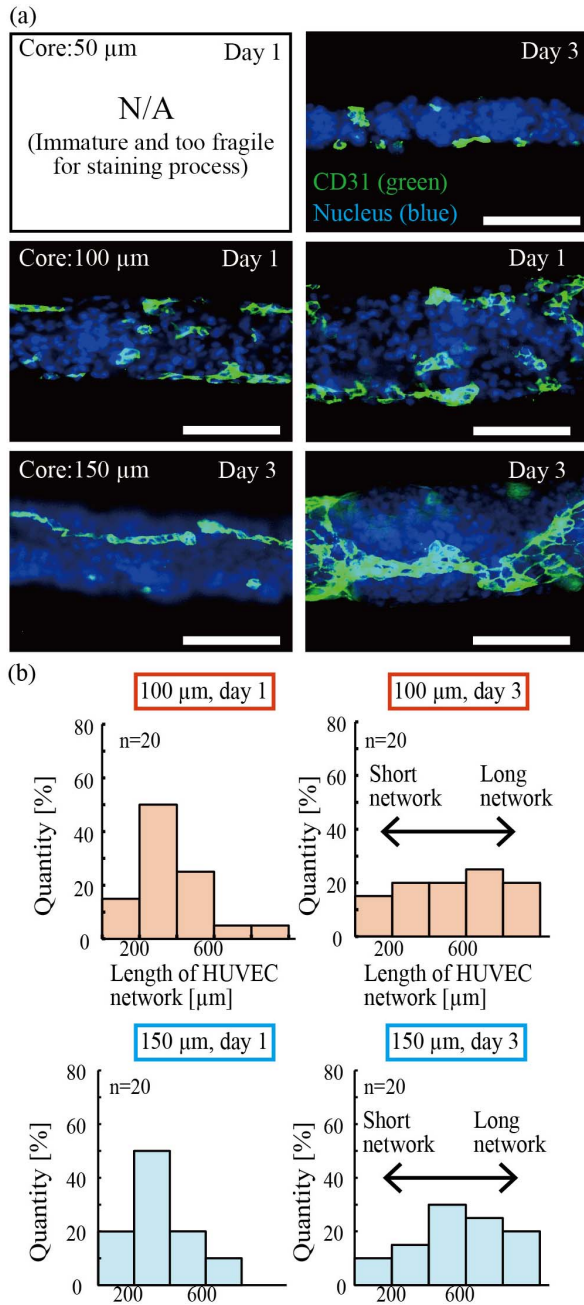 (a)
Core:50 µm Day 1
N/A
(Immature and too fragile
for staining process)
Day 3
CD31 (green)
Nucleus (blue)
Core:100 µm Day 1
Day 1
Core:150 µm Day 3
Day 3
(b)
100 µm, day 1
80
60
40
20
0
Quantity [%]
n=20
200 600
Length of HUVEC
network [µm]
100 µm, day 3
80
60
40
20
0
Quantity [%]
n=20
Short
network
Long
network
200 600
Length of HUVEC
network [µm]
150 µm, day 1
80
60
40
20
0
Quantity [%]
n=20
200 600
150 µm, day 3
80
60
40
20
0
Quantity [%]
n=20
Short
network
Long
network
200 600